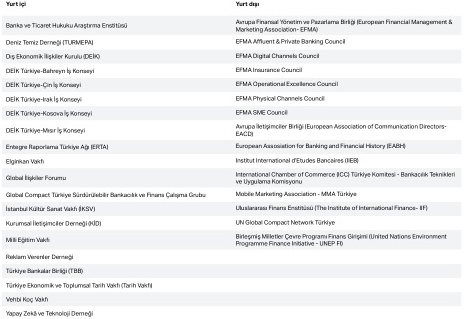 Yurt içi
Banka ve Ticaret Hukuku Araştırma Enstitüsü
Deniz Temiz Derneği (TURMEPA)
Dış Ekonomik İlişkiler Kurulu (DEİK)
DEİK Türkiye-Bahreyn İş Konseyi
DEİK Türkiye-Çin İş Konseyi
DEİK Türkiye-Irak İş Konseyi
DEİK Türkiye-Kosova İş Konseyi
DEİK Türkiye-Mısır İş Konseyi
Entegre Raporlama Türkiye Ağı (ERTA)
Elginkan Vakfı
Global İlişkiler Forumu
Global Compact Türkiye Sürdürülebilir Bankacılık ve Finans Çalışma Grubu
İstanbul Kültür Sanat Vakfı (İKSV)
Kurumsal İletişimciler Derneği (KİD)
Milli Eğitim Vakfı
Reklam Verenler Derneği
Türkiye Bankalar Birliği (TBB)
Türkiye Ekonomik ve Toplumsal Tarih Vakfı (Tarih Vakfı)
Vehbi Koç Vakfı
Yapay Zekâ ve Teknoloji Derneği
Yurt dışı
Avrupa Finansal Yönetim ve Pazarlama Birliği (European Financial Management &
Marketing Association- EFMA)
EFMA Affluent & Private Banking Council
EFMA Digital Channels Council
EFMA Insurance Council
EFMA Operational Excellence Council
EFMA Physical Channels Council
EFMA SME Council
Avrupa İletişimciler Birliği (European Association of Communication Directors-
EACD)
European Association for Banking and Financial History (EABH)
Institut International d'Etudes Bancaires (IIEB)
International Chamber of Commerce (ICC) Türkiye Komitesi - Bankacılık Teknikleri
ve Uygulama Komisyonu
Mobile Marketing Association - MMA Türkiye
Uluslararası Finans Enstitüsü (The Institute of International Finance- IIF)
UN Global Compact Network Türkiye
Birleşmiş Milletler Çevre Programı Finans Girişimi (United Nations Environment
Programme Finance Initiative - UNEP FI)